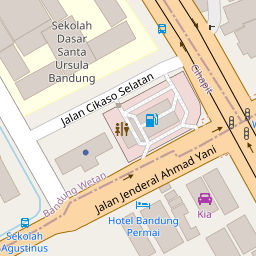 Sekolah
Dasar
Santa
Ursula
Bandung
Jalan Cikaso Selatan
Cihapit
Bandung Wetan
Jalan Jenderal Ahmad Yani
Kia
Hotel Bandung
Permai
Sekolah
Agustinus